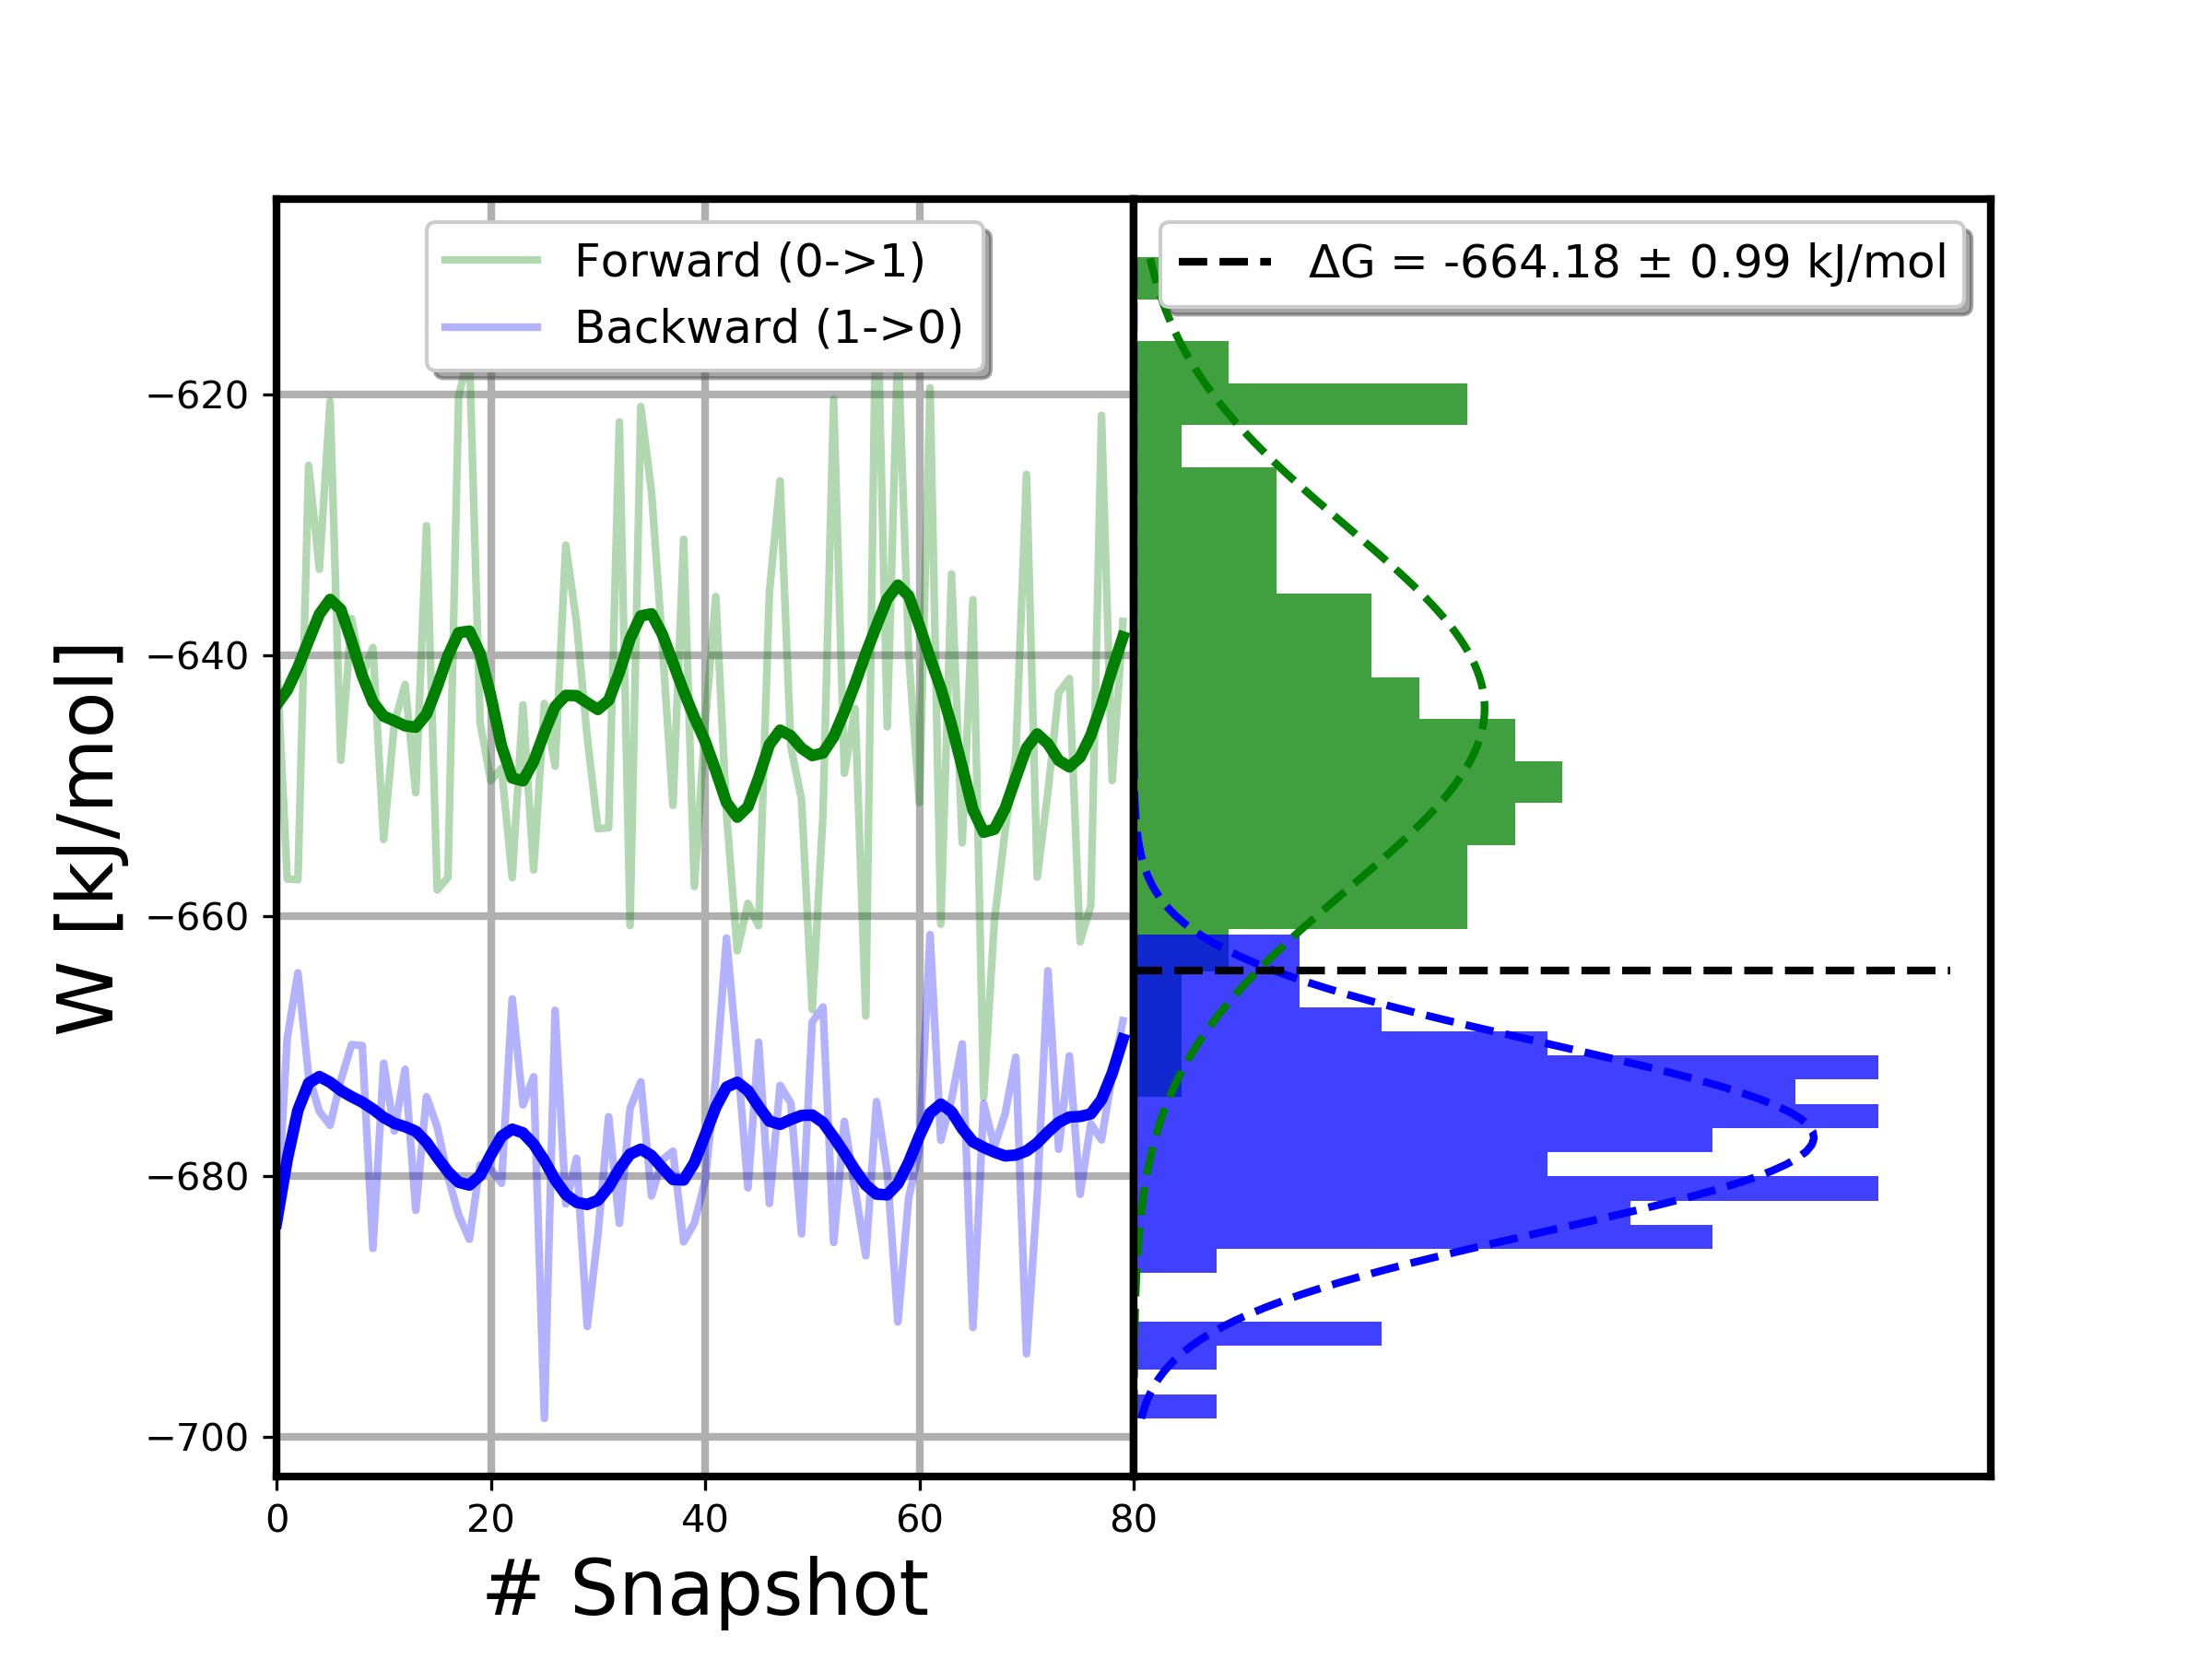 Forward (0->1)
Backward (1->0)
ΔG = -664.18 ± 0.99 kJ/mol
W [kJ/mol]
−620
−640
−660
−680
−700
0 20 40 60 80
# Snapshot